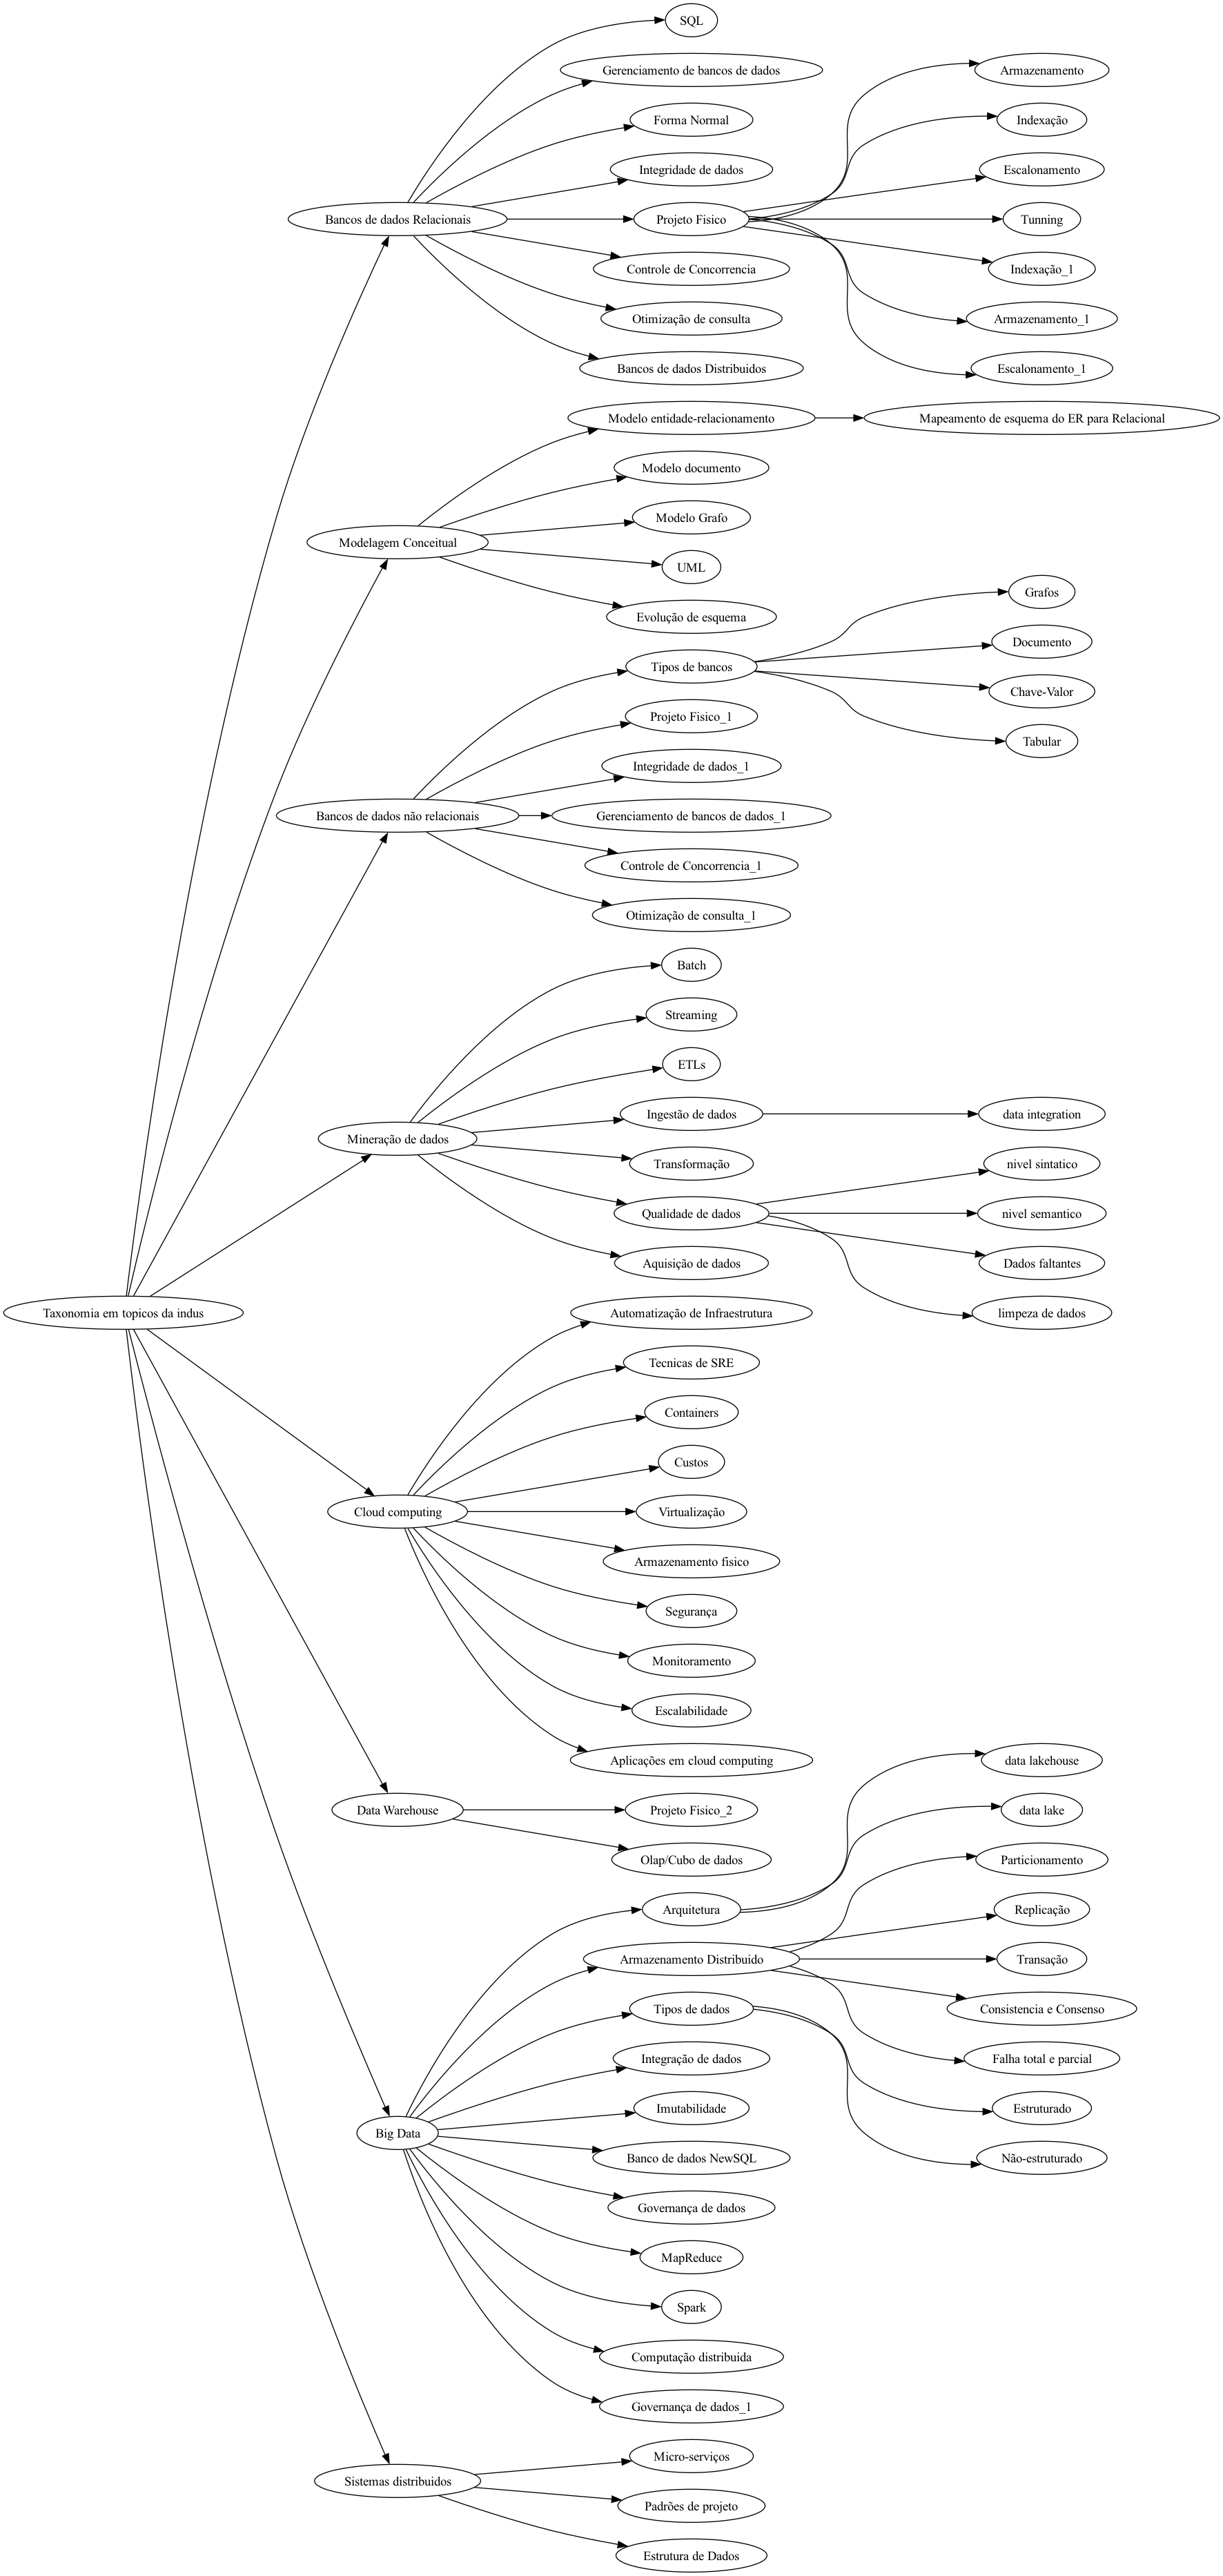 SQL
Gerenciamento de bancos de dados
Armazenamento
Forma Normal
Indexação
Integridade de dados
Escalonamento
Bancos de dados Relacionais
Projeto Fisico
Tunning
Controle de Concorrencia
Indexação_1
Otimização de consulta
Armazenamento_1
Bancos de dados Distribuidos
Escalonamento_1
Modelo entidade-relacionamento
Mapeamento de esquema do ER para Relacional
Modelo documento
Modelo Grafo
Modelagem Conceitual
UML
Grafos
Evolução de esquema
Documento
Tipos de bancos
Chave-Valor
Projeto Fisico_1
Tabular
Integridade de dados_1
Bancos de dados não relacionais
Gerenciamento de bancos de dados_1
Controle de Concorrencia_1
Otimização de consulta_1
Batch
Streaming
ETLs
Ingestão de dados
data integration
Mineração de dados
Transformação
nivel sintatico
Qualidade de dados
nivel semantico
Aquisição de dados
Dados faltantes
Taxonomia em topicos da indus
Automatização de Infraestrutura
limpeza de dados
Tecnicas de SRE
Containers
Custos
Cloud computing
Virtualização
Armazenamento fisico
Segurança
Monitoramento
Escalabilidade
Aplicações em cloud computing
data lakehouse
Data Warehouse
Projeto Fisico_2
data lake
Olap/Cubo de dados
Particionamento
Arquitetura
Replicação
Armazenamento Distribuido
Transação
Tipos de dados
Consistencia e Consenso
Integração de dados
Falha total e parcial
Imutabilidade
Estruturado
Big Data
Banco de dados NewSQL
Não-estruturado
Governança de dados
MapReduce
Spark
Computação distribuida
Governança de dados_1
Micro-serviços
Sistemas distribuidos
Padrões de projeto
Estrutura de Dados